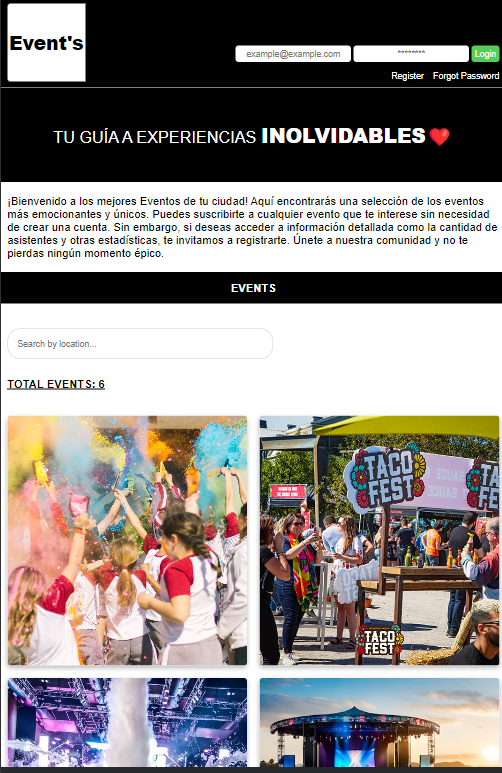 Event's
example@example.com ******** Login
Register Forgot Password
TU GUÍA A EXPERIENCIAS INOLVIDABLES
¡Bienvenido a los mejores Eventos de tu ciudad! Aquí encontrarás una selección de los eventos
más emocionantes y únicos. Puedes suscribirte a cualquier evento que te interese sin necesidad
de crear una cuenta. Sin embargo, si deseas acceder a información detallada como la cantidad de
asistentes y otras estadísticas, te invitamos a registrarte. Únete a nuestra comunidad y no te
pierdas ningún momento épico.
EVENTS
Search by location...
TOTAL EVENTS: 6
TACO
FEST
SAUCE
TACO
TACO
FEST